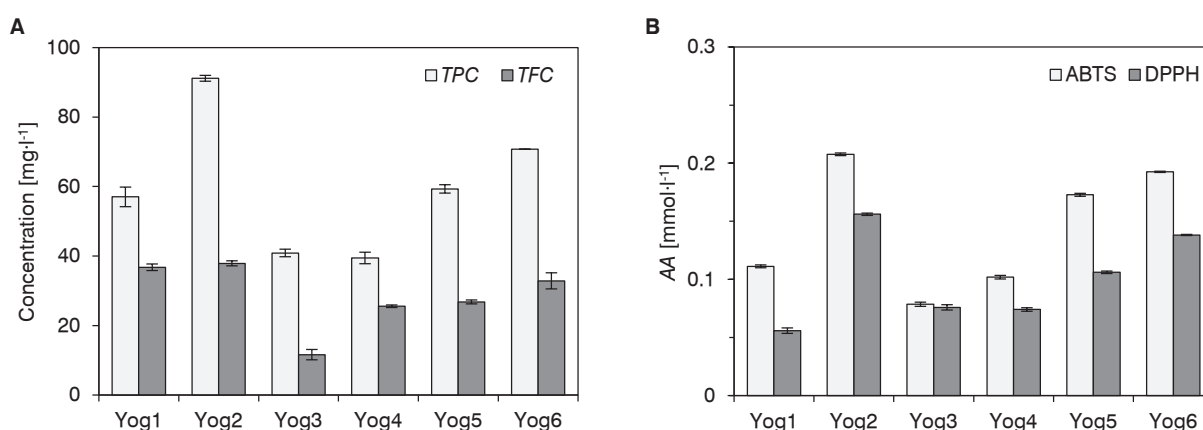 A
100
80
60
40
20
0
Concentration [mg·l⁻¹]
TPC TFC
Yog1 Yog2 Yog3 Yog4 Yog5 Yog6
B
0.3
0.2
0.1
0
AA [mmol·l⁻¹]
ABTS DPPH
Yog1 Yog2 Yog3 Yog4 Yog5 Yog6